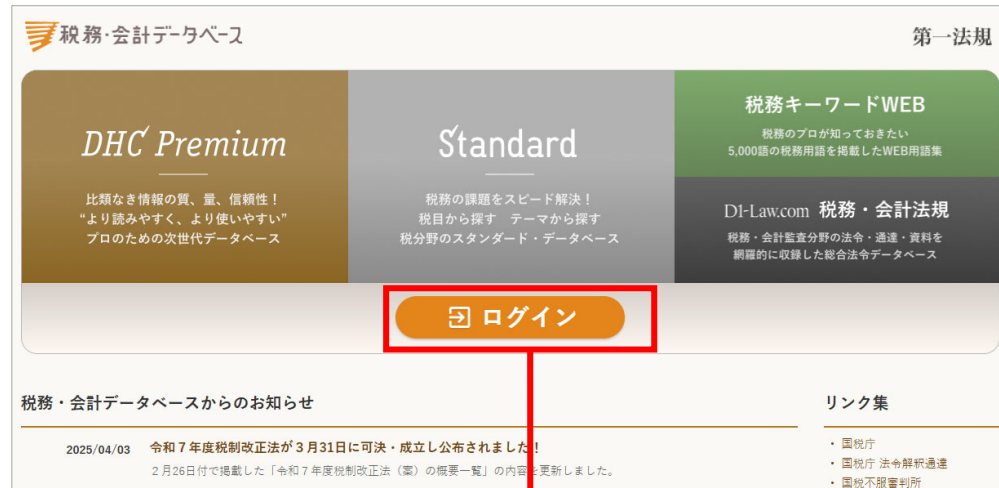 税務・会計データベース
第一法規
DHC Premium
比類なき情報の質、量、信頼性！
“より読みやすく、より使いやすい”
プロのための次世代データベース
Standard
税務の課題をスピード解決！
税目から探す　テーマから探す
税分野のスタンダード・データベース
税務キーワードWEB
税務のプロが知っておきたい
5,000語の税務用語を掲載したWEB用語集
D1-Law.com 税務・会計法規
税務・会計監査分野の法令・通達・資料を
網羅的に収録した総合法令データベース
ログイン
税務・会計データベースからのお知らせ
2025/04/03 令和７年度税制改正法が３月31日に可決・成立し公布されました！
２月26日付で掲載した「令和７年度税制改正法（案）の概要一覧」の内容を更新しました。
リンク集
・国税庁
・国税庁 法令解釈通達
・国税不服審判所